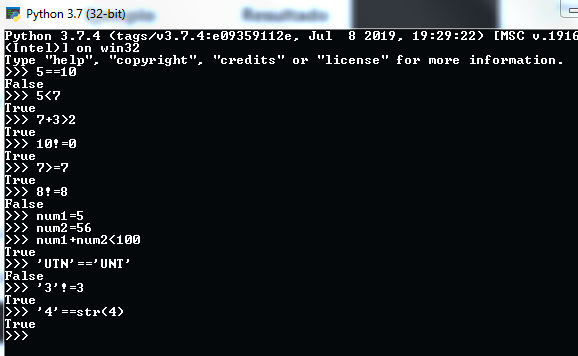 Python 3.7 (32-bit)
Resultado
Python 3.7.4 (tags/v3.7.4:e09359112e, Jul  8 2019, 19:29:22) [MSC v.1916
(Intel)] on win32
Type "help", "copyright", "credits" or "license" for more information.
>>> 5==10
False
>>> 5<7
True
>>> 7+3>2
True
>>> 10!=0
True
>>> 7>=7
True
>>> 8!=8
False
>>> num1=5
>>> num2=56
>>> num1+num2<100
True
>>> 'UTN'=='UNT'
False
>>> '3'!=3
True
>>> '4'==str(4)
True
>>>